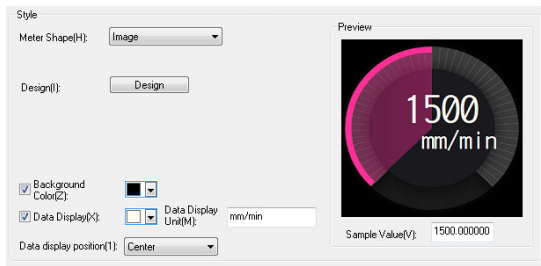 Style
Meter Shape(H): Image
Design(I): Design
Background Color(Z):
Data Display(X): Data Display Unit(M): mm/min
Data display position(1): Center
Preview
1500
mm/min
Sample Value(V): 1500.000000